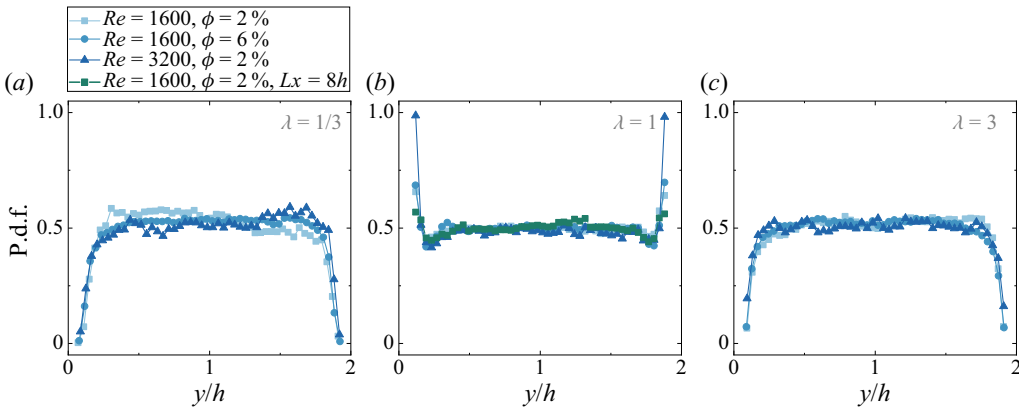 Re = 1600, ϕ = 2 %
Re = 1600, ϕ = 6 %
Re = 3200, ϕ = 2 %
Re = 1600, ϕ = 2 %, Lx = 8h
(a)
(b)
(c)
1.0
0.5
0
P.d.f.
λ = 1/3
0
1
2
y/h
1.0
0.5
0
λ = 1
0
1
2
y/h
1.0
0.5
0
λ = 3
0
1
2
y/h